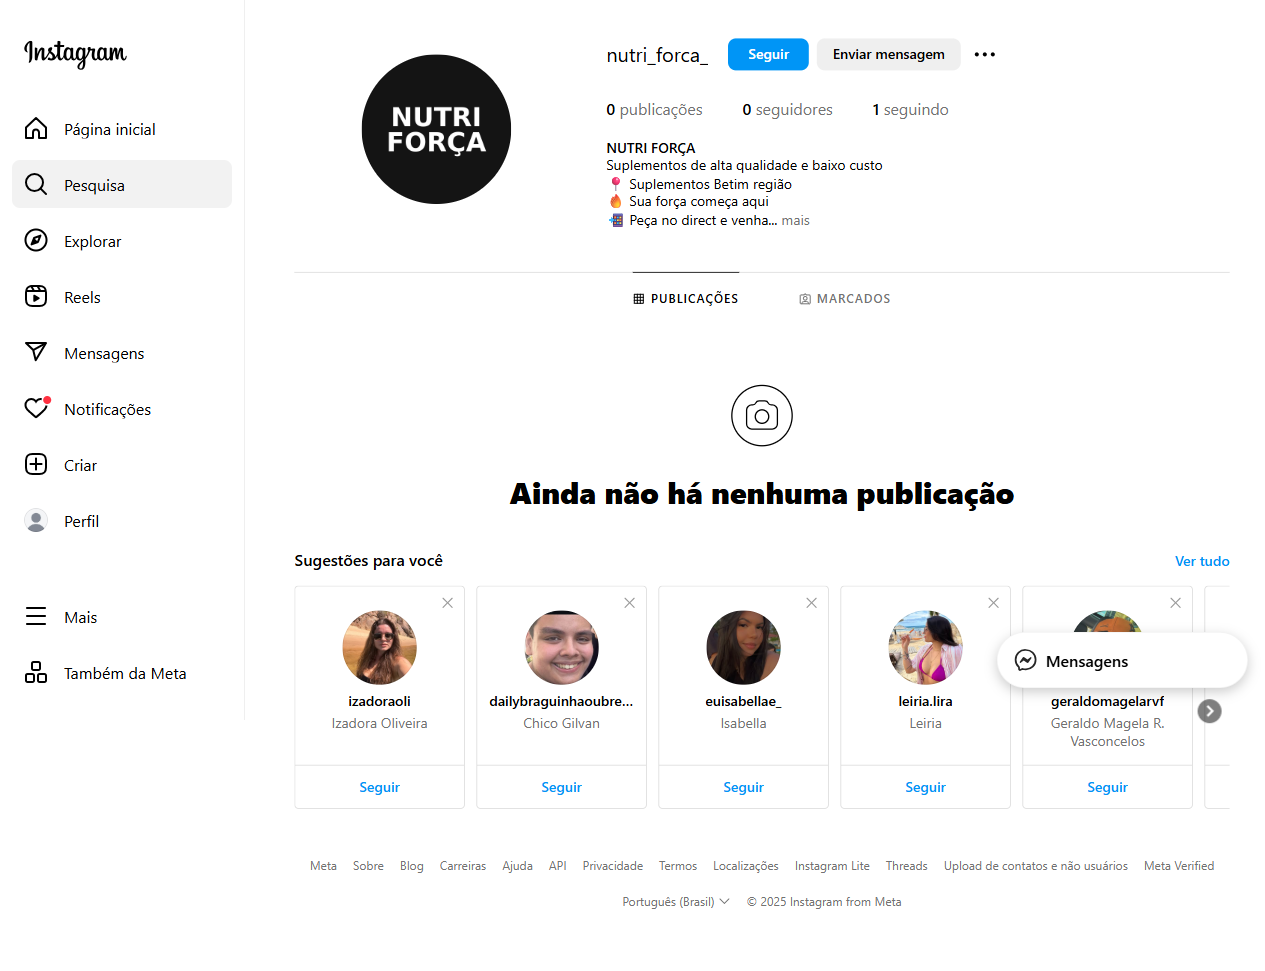 Instagram
Página inicial
Pesquisa
Explorar
Reels
Mensagens
Notificações
Criar
Perfil
Mais
Também da Meta
NUTRI
FORÇA
nutri_forca_
Seguir
Enviar mensagem
0 publicações
0 seguidores
1 seguindo
NUTRI FORÇA
Suplementos de alta qualidade e baixo custo
📍 Suplementos Betim região
🔥 Sua força começa aqui
📲 Peça no direct e venha... mais
PUBLICAÇÕES
MARCADOS
Ainda não há nenhuma publicação
Sugestões para você
Ver tudo
izadoraoli
Izadora Oliveira
Seguir
dailybraguinhaoubre...
Chico Gilvan
Seguir
euisabellae_
Isabella
Seguir
leiria.lira
Leiria
Seguir
geraldomagelarvf
Geraldo Magela R.
Vasconcelos
Seguir
Mensagens
Meta Sobre Blog Carreiras Ajuda API Privacidade Termos Localizações Instagram Lite Threads Upload de contatos e não usuários Meta Verified
Português (Brasil) © 2025 Instagram from Meta